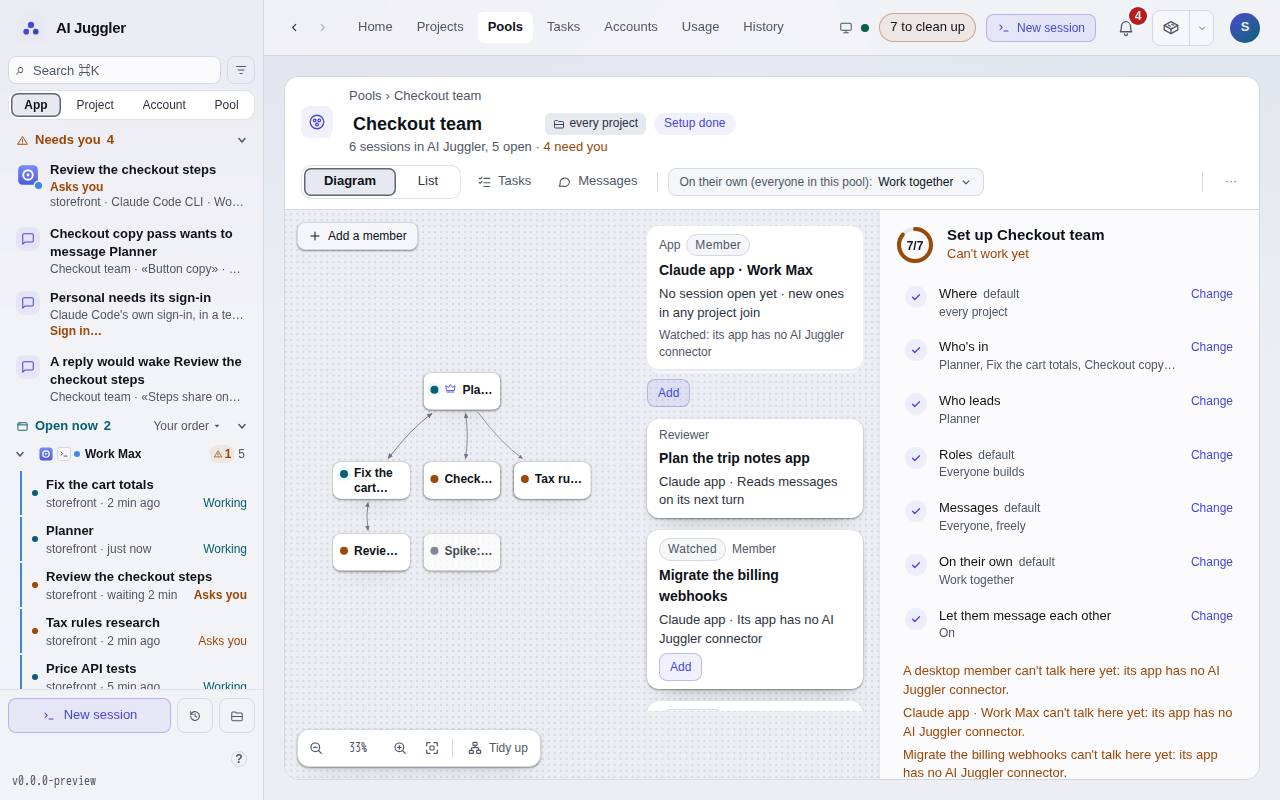 AI Juggler
Search ⌘K
App Project Account Pool
Needs you 4
Review the checkout steps
Asks you
storefront · Claude Code CLI · Wo…
Checkout copy pass wants to
message Planner
Checkout team · «Button copy» · …
Personal needs its sign-in
Claude Code's own sign-in, in a te…
Sign in…
A reply would wake Review the
checkout steps
Checkout team · «Steps share on…
Open now 2 Your order
Work Max 1 5
Fix the cart totals
storefront · 2 min ago Working
Planner
storefront · just now Working
Review the checkout steps
storefront · waiting 2 min Asks you
Tax rules research
storefront · 2 min ago Asks you
Price API tests
storefront · 5 min ago Working
New session
?
v0.0.0-preview
Home Projects Pools Tasks Accounts Usage History
7 to clean up
New session
4
S
Pools › Checkout team
Checkout team every project Setup done
6 sessions in AI Juggler, 5 open · 4 need you
Diagram List Tasks Messages On their own (everyone in this pool): Work together ···
Add a member
Pla…
Fix the
cart…
Check…
Tax ru…
Revie…
Spike:…
33%
Tidy up
App Member
Claude app · Work Max
No session open yet · new ones
in any project join
Watched: its app has no AI Juggler
connector
Add
Reviewer
Plan the trip notes app
Claude app · Reads messages
on its next turn
Watched Member
Migrate the billing
webhooks
Claude app · Its app has no AI
Juggler connector
Add
7/7
Set up Checkout team
Can't work yet
Where default Change
every project
Who's in Change
Planner, Fix the cart totals, Checkout copy…
Who leads Change
Planner
Roles default Change
Everyone builds
Messages default Change
Everyone, freely
On their own default Change
Work together
Let them message each other Change
On
A desktop member can't talk here yet: its app has no AI
Juggler connector.
Claude app · Work Max can't talk here yet: its app has no
AI Juggler connector.
Migrate the billing webhooks can't talk here yet: its app
has no AI Juggler connector.